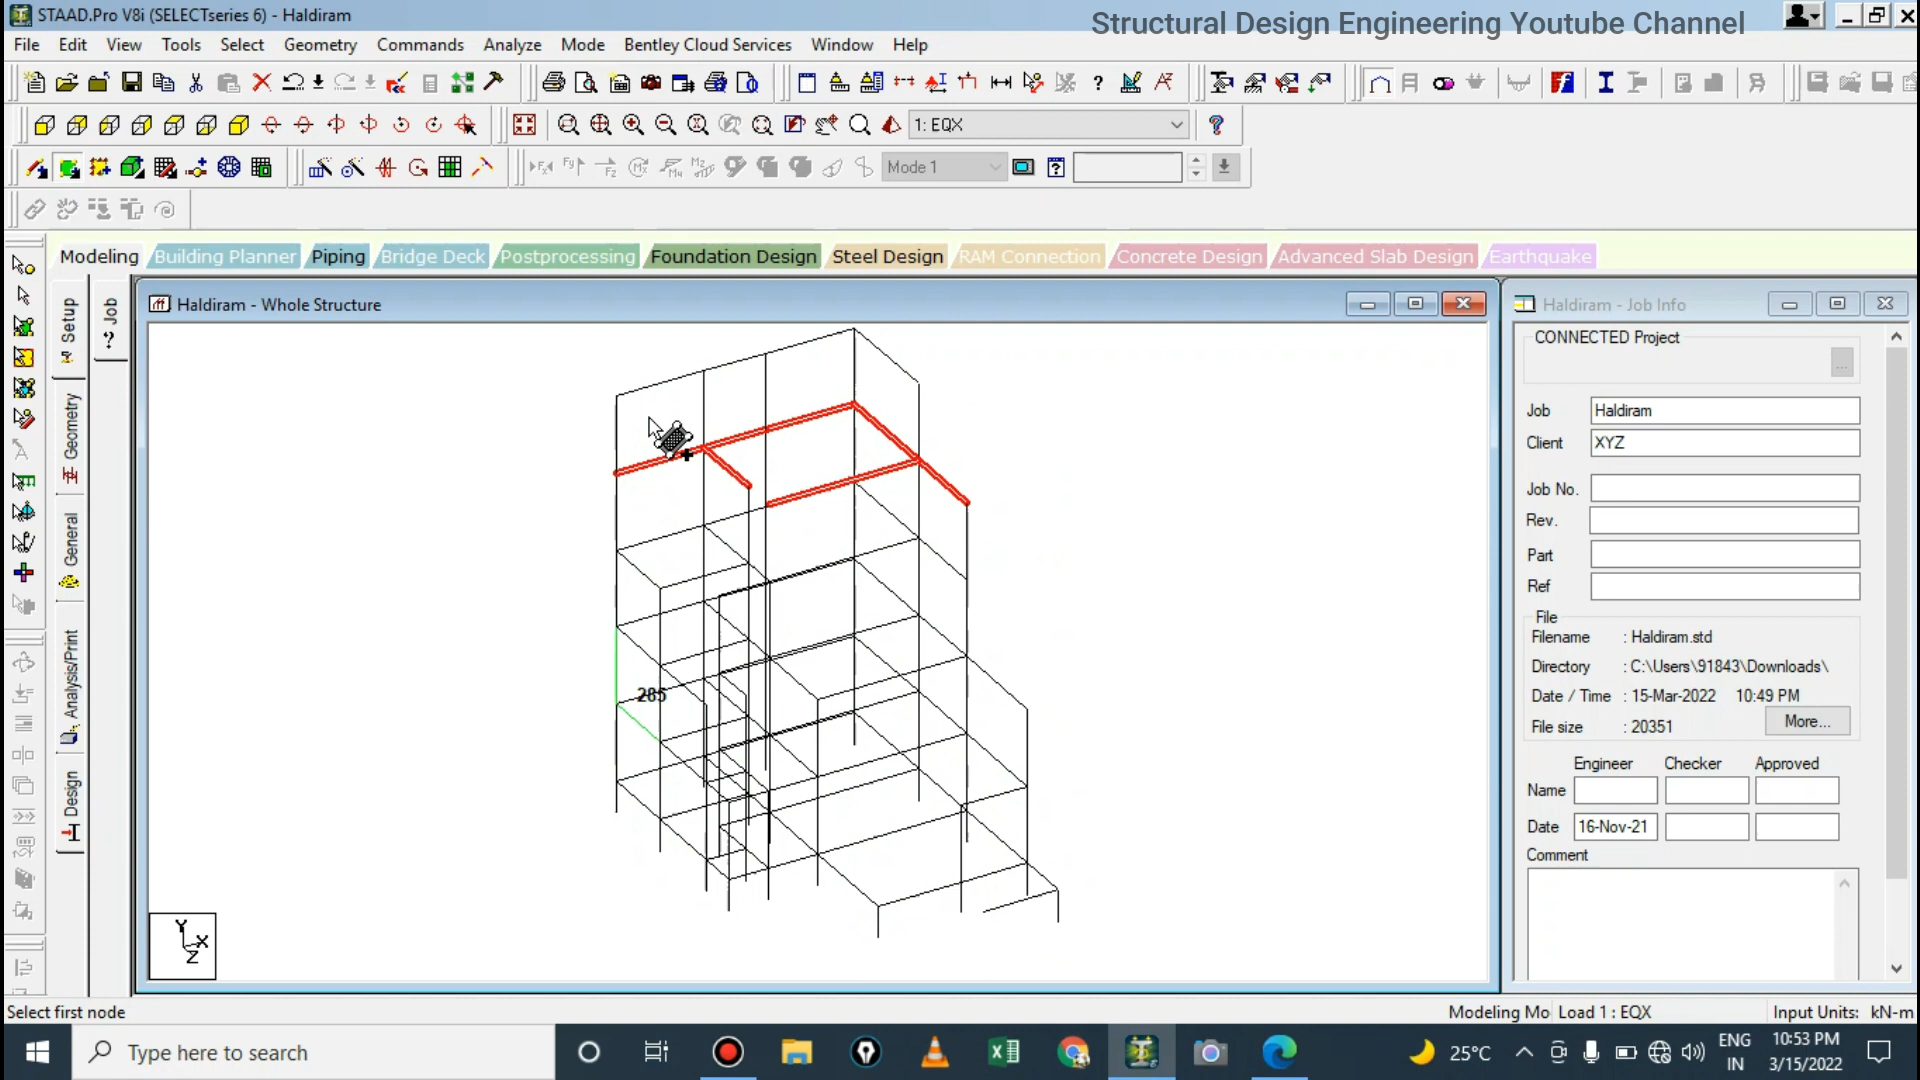 STAAD.Pro V8i (SELECTseries 6) - Haldiram
Structural Design Engineering Youtube Channel
File Edit View Tools Select Geometry Commands Analyze Mode Bentley Cloud Services Window Help
1: EQX
Mode 1
Modeling Building Planner Piping Bridge Deck Postprocessing Foundation Design Steel Design RAM Connection Concrete Design Advanced Slab Design Earthquake
Setup
Geometry
General
Analysis/Print
Design
Job
Haldiram - Whole Structure
285
Y
X
Z
Haldiram - Job Info
CONNECTED Project
...
Job Haldiram
Client XYZ
Job No.
Rev.
Part
Ref
File
Filename : Haldiram.std
Directory : C:\Users\91843\Downloads\
Date / Time : 15-Mar-2022 10:49 PM
File size : 20351 More...
Engineer Checker Approved
Name
Date 16-Nov-21
Comment
Select first node
Modeling Mo Load 1 : EQX Input Units: kN-m
Type here to search
25°C
ENG
IN
10:53 PM
3/15/2022